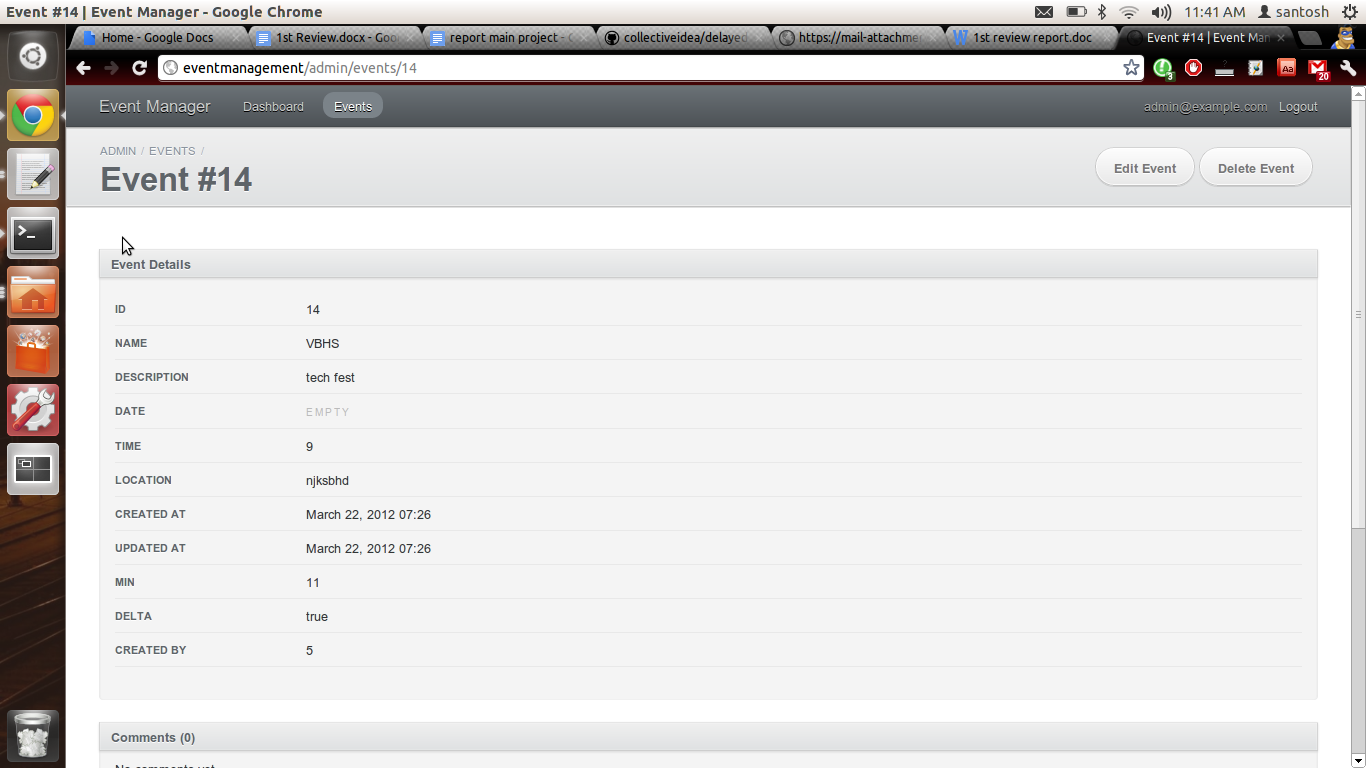 Event #14 | Event Manager - Google Chrome
11:41 AM santosh
Home - Google Docs
1st Review.docx - Goo
report main project - G
collectiveidea/delayed
https://mail-attachme
1st review report.doc
Event #14 | Event Man
eventmanagement/admin/events/14
3
Aa
20
Event Manager Dashboard Events admin@example.com Logout
ADMIN / EVENTS /
Event #14
Edit Event Delete Event
Event Details
ID 14
NAME VBHS
DESCRIPTION tech fest
DATE EMPTY
TIME 9
LOCATION njksbhd
CREATED AT March 22, 2012 07:26
UPDATED AT March 22, 2012 07:26
MIN 11
DELTA true
CREATED BY 5
Comments (0)
No comments yet.